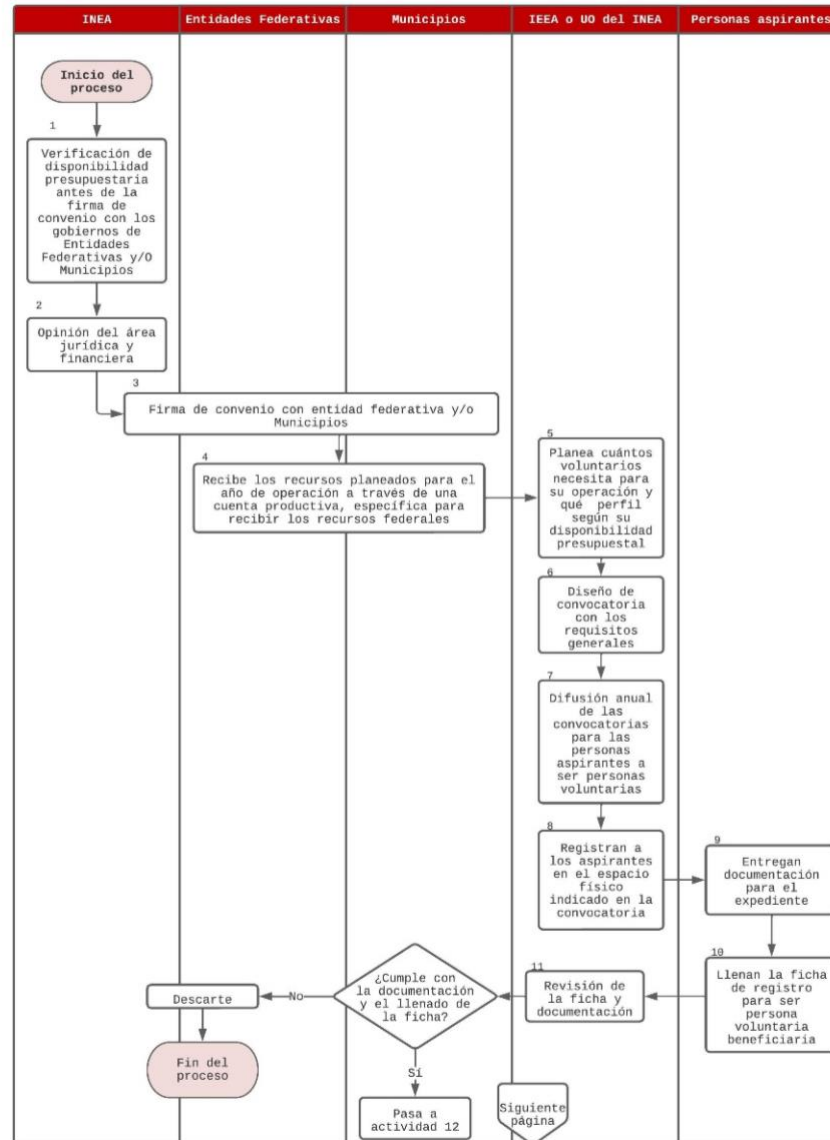 INEA
Entidades Federativas
Municipios
IEEA o UO del INEA
Personas aspirantes
Inicio del
proceso
1
Verificación de
disponibilidad
presupuestaria
antes de la
firma de
convenio con los
gobiernos de
Entidades
Federativas y/O
Municipios
2
Opinión del área
jurídica y
financiera
3
Firma de convenio con entidad federativa y/o
Municipios
4
Recibe los recursos planeados para el
año de operación a través de una
cuenta productiva, específica para
recibir los recursos federales
5
Planea cuántos
voluntarios
necesita para
su operación y
qué perfil
según su
disponibilidad
presupuestal
6
Diseño de
convocatoria
con los
requisitos
generales
7
Difusión anual
de las
convocatorias
para las
personas
aspirantes a
ser personas
voluntarias
8
Registran a
los aspirantes
en el espacio
físico
indicado en la
convocatoria
9
Entregan
documentación
para el
expediente
10
Llenan la ficha
de registro
para ser
persona
voluntaria
beneficiaria
11
Revisión de
la ficha y
documentación
¿Cumple con
la documentación
y el llenado de
la ficha?
No
Descarte
Fin del
proceso
Sí
Pasa a
actividad 12
Siguiente
página